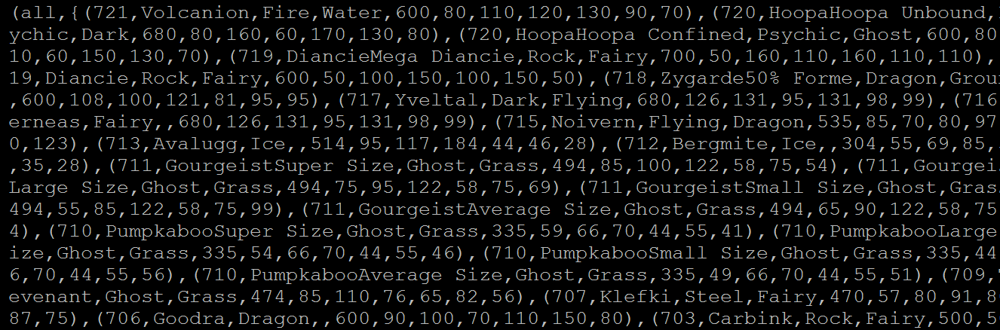 (all,{(721,Volcanion,Fire,Water,600,80,110,120,130,90,70),(720,HoopaHoopa Unbound,
ychic,Dark,680,80,160,60,170,130,80),(720,HoopaHoopa Confined,Psychic,Ghost,600,80
10,60,150,130,70),(719,DiancieMega Diancie,Rock,Fairy,700,50,160,110,160,110,110),
19,Diancie,Rock,Fairy,600,50,100,150,100,150,50),(718,Zygarde50% Forme,Dragon,Grou
,600,108,100,121,81,95,95),(717,Yveltal,Dark,Flying,680,126,131,95,131,98,99),(716
erneas,Fairy,,680,126,131,95,131,98,99),(715,Noivern,Flying,Dragon,535,85,70,80,97
0,123),(713,Avalugg,Ice,,514,95,117,184,44,46,28),(712,Bergmite,Ice,,304,55,69,85,
,35,28),(711,GourgeistSuper Size,Ghost,Grass,494,85,100,122,58,75,54),(711,Gourgeis
Large Size,Ghost,Grass,494,75,95,122,58,75,69),(711,GourgeistSmall Size,Ghost,Gras
494,55,85,122,58,75,99),(711,GourgeistAverage Size,Ghost,Grass,494,65,90,122,58,75
4),(710,PumpkabooSuper Size,Ghost,Grass,335,59,66,70,44,55,41),(710,PumpkabooLarge
ize,Ghost,Grass,335,54,66,70,44,55,46),(710,PumpkabooSmall Size,Ghost,Grass,335,44
6,70,44,55,56),(710,PumpkabooAverage Size,Ghost,Grass,335,49,66,70,44,55,51),(709,
evenant,Ghost,Grass,474,85,110,76,65,82,56),(707,Klefki,Steel,Fairy,470,57,80,91,8
87,75),(706,Goodra,Dragon,,600,90,100,70,110,150,80),(703,Carbink,Rock,Fairy,500,5